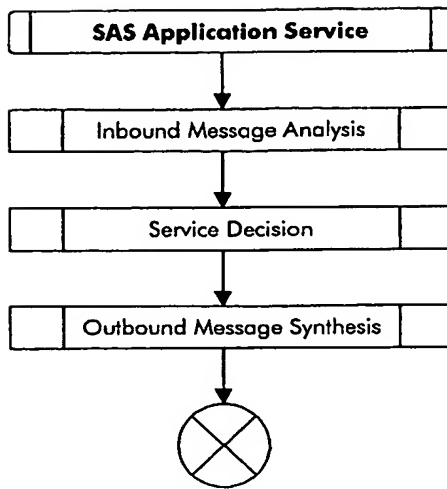 SAS Application Service
Inbound Message Analysis
Service Decision
Outbound Message Synthesis